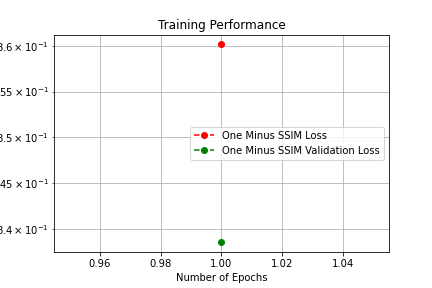 Training Performance
3.6 × 10⁻¹
55 × 10⁻¹
3.5 × 10⁻¹
45 × 10⁻¹
3.4 × 10⁻¹
One Minus SSIM Loss
One Minus SSIM Validation Loss
0.96 0.98 1.00 1.02 1.04
Number of Epochs